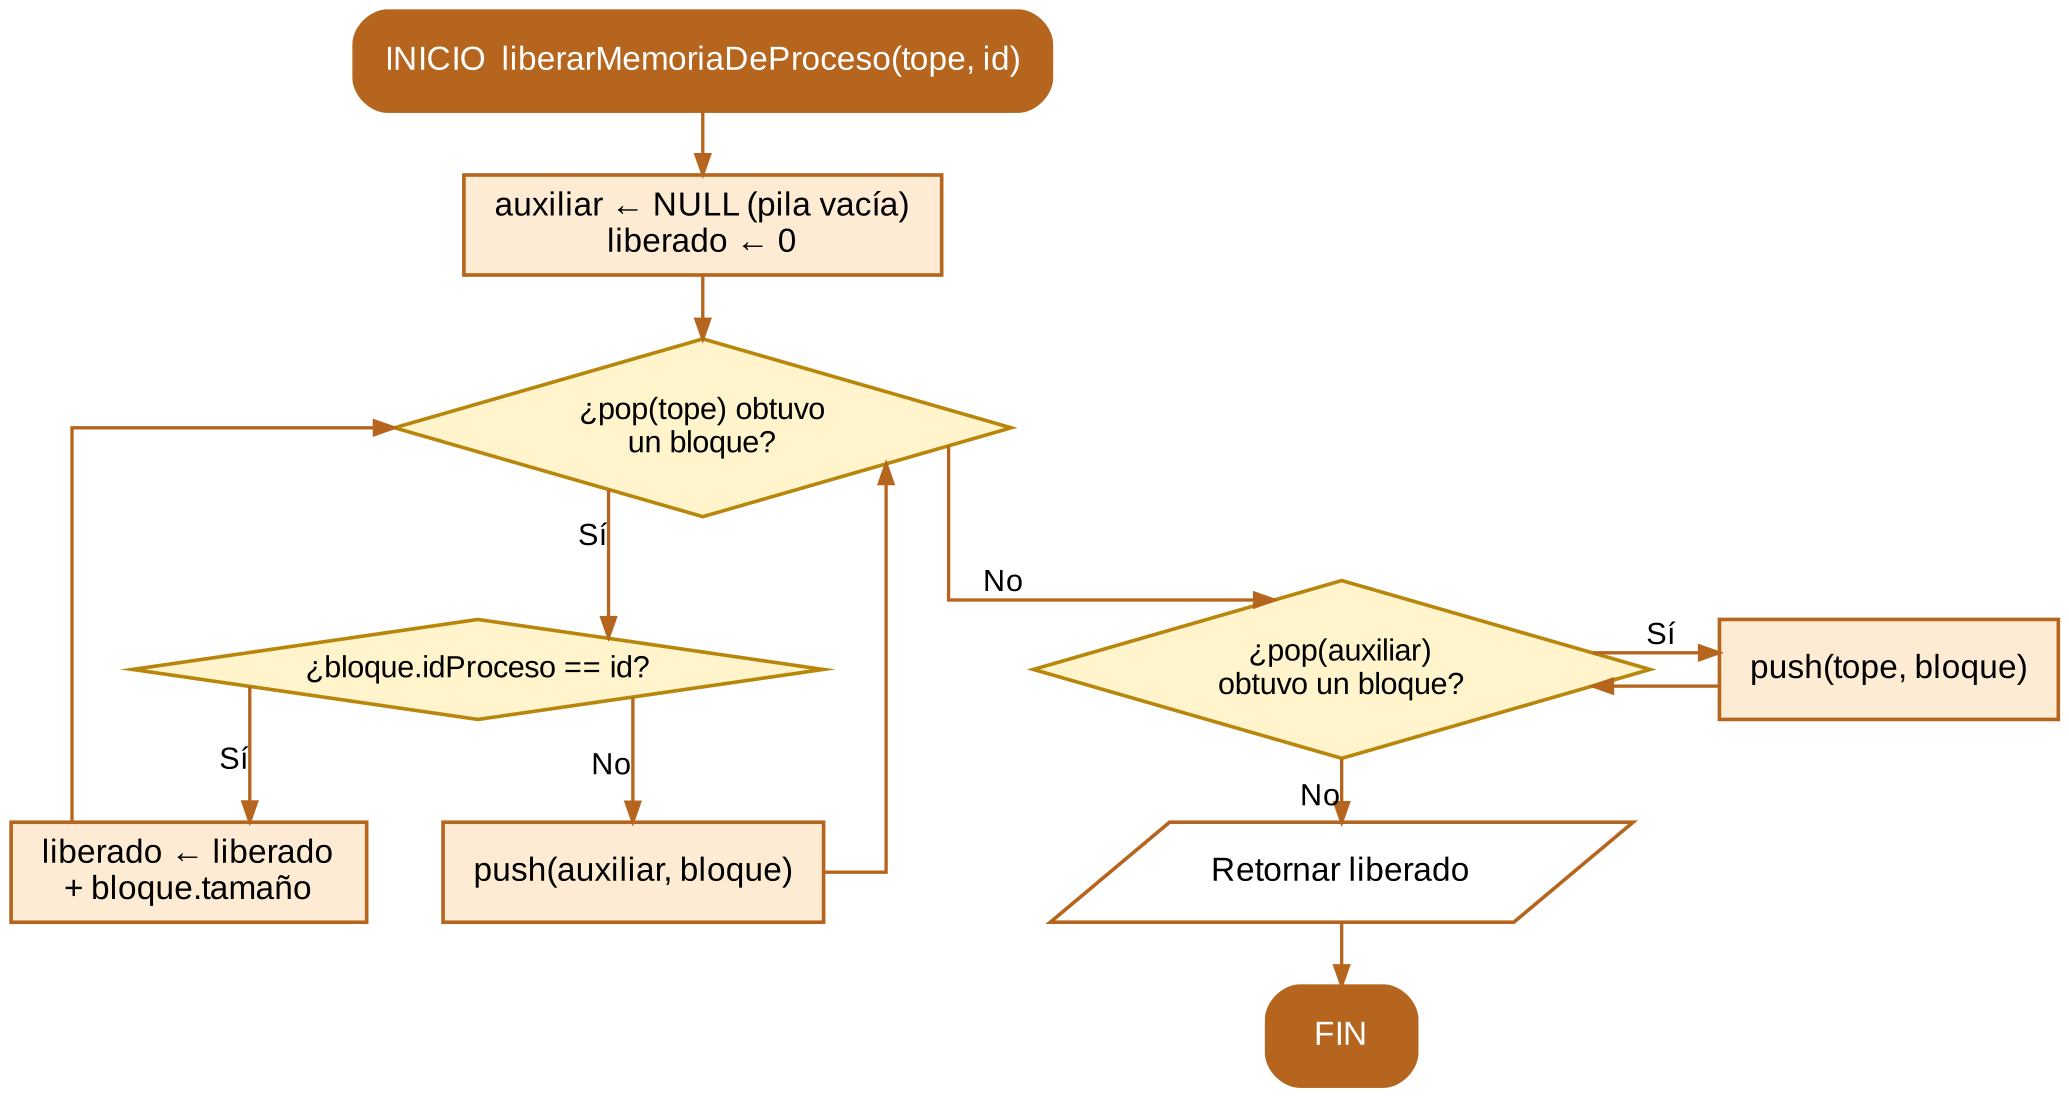 INICIO  liberarMemoriaDeProceso(tope, id)
auxiliar ← NULL (pila vacía)
liberado ← 0
¿pop(tope) obtuvo
un bloque?
Sí
No
¿bloque.idProceso == id?
Sí
No
liberado ← liberado
+ bloque.tamaño
push(auxiliar, bloque)
¿pop(auxiliar)
obtuvo un bloque?
Sí
push(tope, bloque)
No
Retornar liberado
FIN